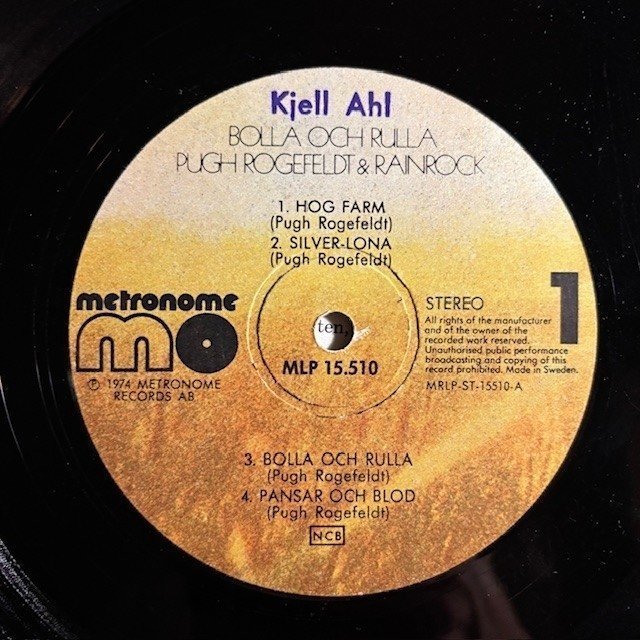 Kjell Ahl
BOLLA OCH RULLA
PUGH ROGEFELDT & RAINROCK
1. HOG FARM
(Pugh Rogefeldt)
2. SILVER-LONA
(Pugh Rogefeldt)
metronome
mo
℗ 1974 METRONOME
RECORDS AB
ten,
MLP 15.510
STEREO
1
All rights of the manufacturer
and of the owner of the
recorded work reserved.
Unauthorised public performance
broadcasting and copying of this
record prohibited. Made in Sweden.
MRLP-ST-15510-A
3. BOLLA OCH RULLA
(Pugh Rogefeldt)
4. PANSAR OCH BLOD
(Pugh Rogefeldt)
NCB